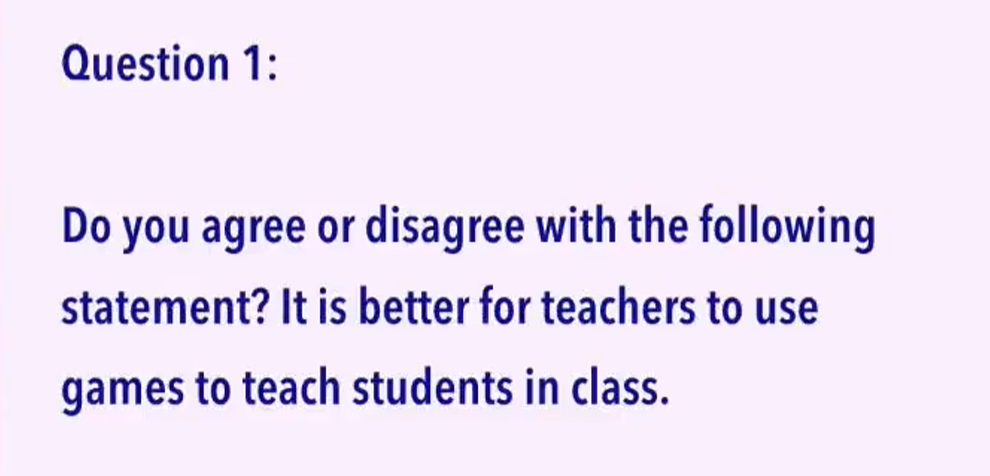 Question 1:
Do you agree or disagree with the following
statement? It is better for teachers to use
games to teach students in class.